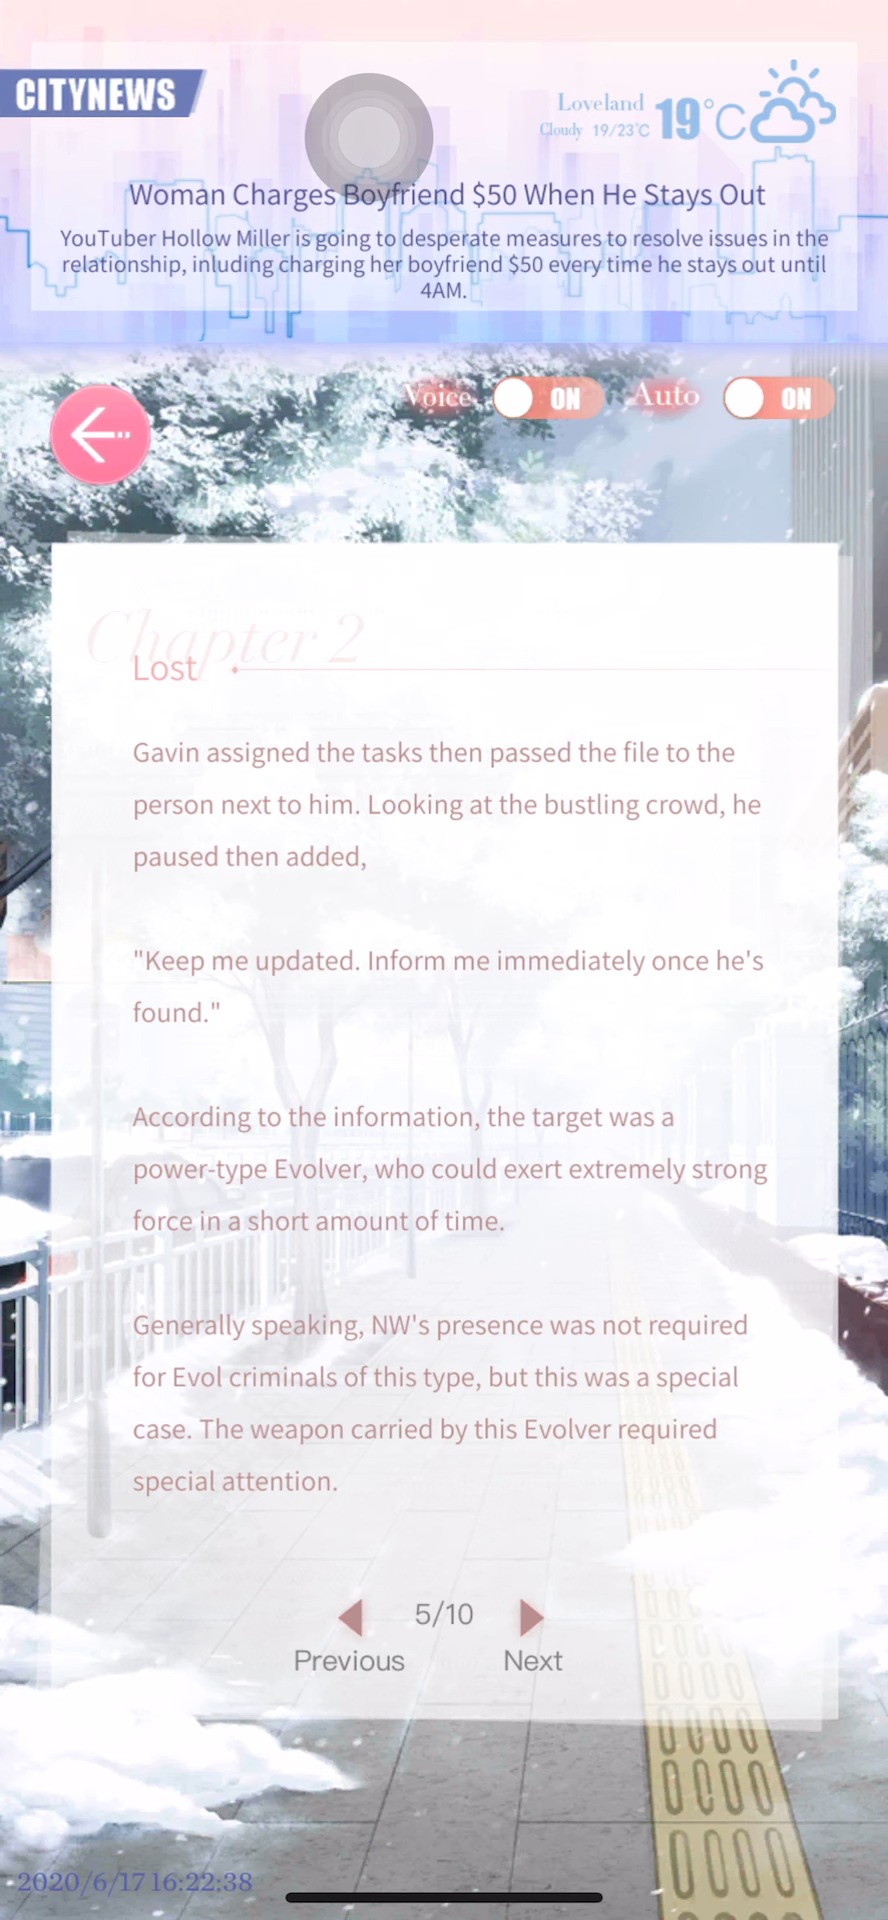 CITYNEWS
Loveland
Cloudy 19/23°C
19°C
Woman Charges Boyfriend $50 When He Stays Out
YouTuber Hollow Miller is going to desperate measures to resolve issues in the
relationship, inluding charging her boyfriend $50 every time he stays out until
4AM.
Voice ON Auto ON
Chapter 2
Lost
Gavin assigned the tasks then passed the file to the
person next to him. Looking at the bustling crowd, he
paused then added,
"Keep me updated. Inform me immediately once he's
found."
According to the information, the target was a
power-type Evolver, who could exert extremely strong
force in a short amount of time.
Generally speaking, NW's presence was not required
for Evol criminals of this type, but this was a special
case. The weapon carried by this Evolver required
special attention.
5/10
Previous Next
2020/6/17 16:22:38